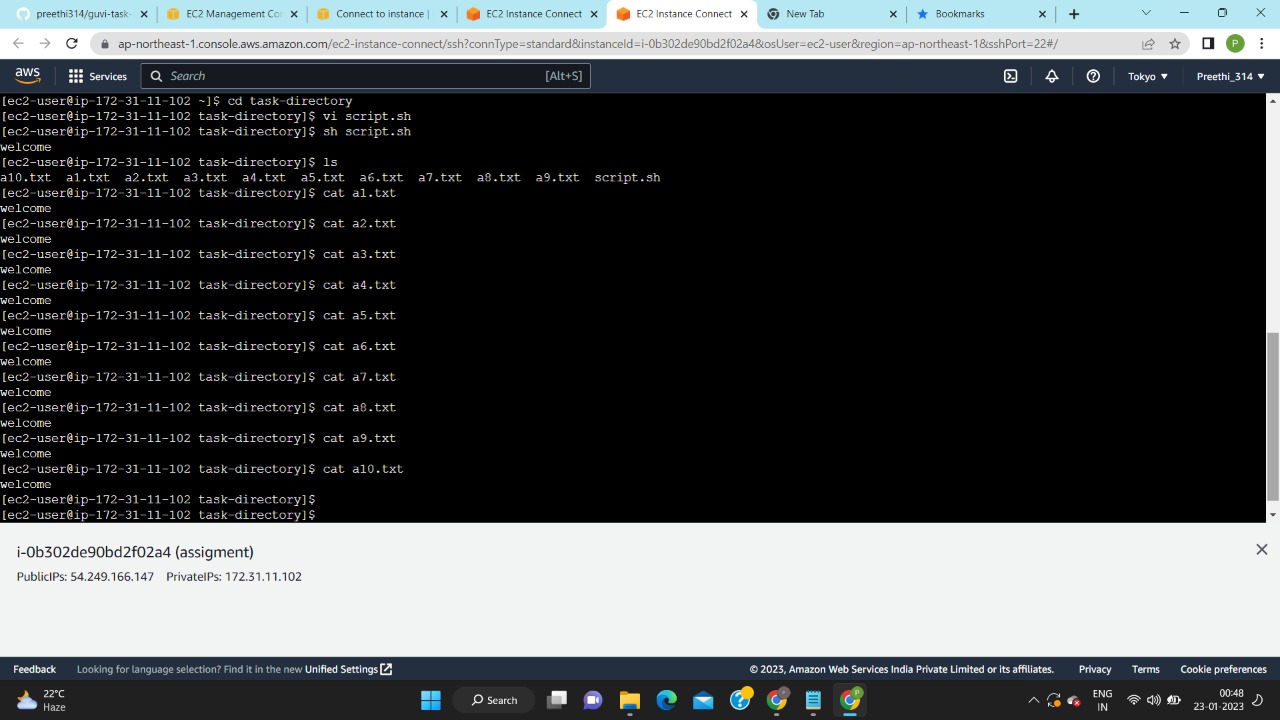 preethi314/guvi-task-
EC2 Management Co
Connect to instance |
EC2 Instance Connect
EC2 Instance Connect
New Tab
Bookmarks
ap-northeast-1.console.aws.amazon.com/ec2-instance-connect/ssh?connType=standard&instanceId=i-0b302de90bd2f02a4&osUser=ec2-user&region=ap-northeast-1&sshPort=22#/
P
aws Services Search [Alt+S] Tokyo ▼ Preethi_314 ▼
[ec2-user@ip-172-31-11-102 ~]$ cd task-directory
[ec2-user@ip-172-31-11-102 task-directory]$ vi script.sh
[ec2-user@ip-172-31-11-102 task-directory]$ sh script.sh
welcome
[ec2-user@ip-172-31-11-102 task-directory]$ ls
a10.txt  a1.txt  a2.txt  a3.txt  a4.txt  a5.txt  a6.txt  a7.txt  a8.txt  a9.txt  script.sh
[ec2-user@ip-172-31-11-102 task-directory]$ cat a1.txt
welcome
[ec2-user@ip-172-31-11-102 task-directory]$ cat a2.txt
welcome
[ec2-user@ip-172-31-11-102 task-directory]$ cat a3.txt
welcome
[ec2-user@ip-172-31-11-102 task-directory]$ cat a4.txt
welcome
[ec2-user@ip-172-31-11-102 task-directory]$ cat a5.txt
welcome
[ec2-user@ip-172-31-11-102 task-directory]$ cat a6.txt
welcome
[ec2-user@ip-172-31-11-102 task-directory]$ cat a7.txt
welcome
[ec2-user@ip-172-31-11-102 task-directory]$ cat a8.txt
welcome
[ec2-user@ip-172-31-11-102 task-directory]$ cat a9.txt
welcome
[ec2-user@ip-172-31-11-102 task-directory]$ cat a10.txt
welcome
[ec2-user@ip-172-31-11-102 task-directory]$
[ec2-user@ip-172-31-11-102 task-directory]$
i-0b302de90bd2f02a4 (assigment)
PublicIPs: 54.249.166.147 PrivateIPs: 172.31.11.102
Feedback Looking for language selection? Find it in the new Unified Settings © 2023, Amazon Web Services India Private Limited or its affiliates. Privacy Terms Cookie preferences
22°C
Haze
Search
ENG
IN
00:48
23-01-2023